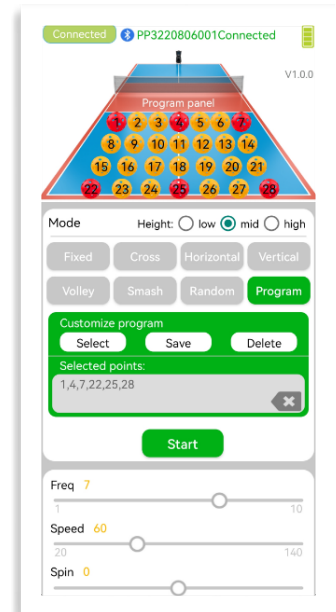 Connected PP3220806001Connected
V1.0.0
Program panel
1 2 3 4 5 6 7
8 9 10 11 12 13 14
15 16 17 18 19 20 21
22 23 24 25 26 27 28
Mode Height: low mid high
Fixed Cross Horizontal Vertical
Volley Smash Random Program
Customize program
Select Save Delete
Selected points:
1,4,7,22,25,28
Start
Freq 7
1 10
Speed 60
20 140
Spin 0